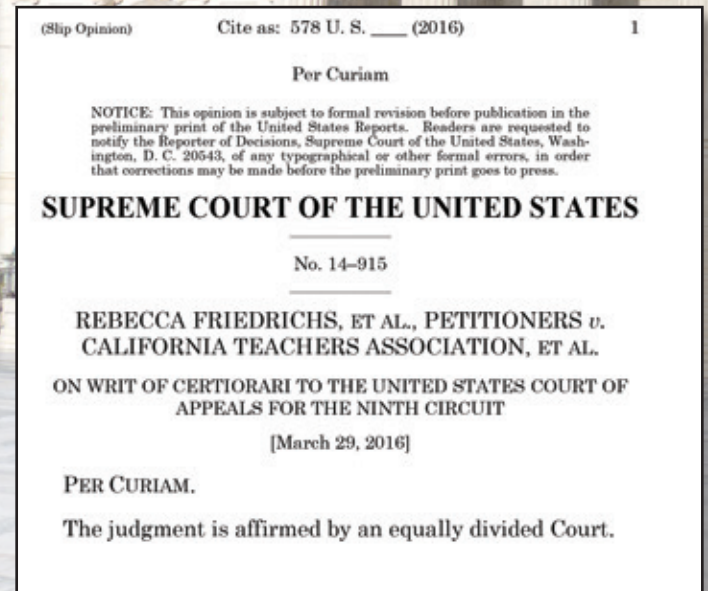 (Slip Opinion) Cite as: 578 U. S. ____ (2016) 1
Per Curiam
NOTICE: This opinion is subject to formal revision before publication in the
preliminary print of the United States Reports. Readers are requested to
notify the Reporter of Decisions, Supreme Court of the United States, Wash-
ington, D. C. 20543, of any typographical or other formal errors, in order
that corrections may be made before the preliminary print goes to press.
SUPREME COURT OF THE UNITED STATES
No. 14–915
REBECCA FRIEDRICHS, ET AL., PETITIONERS v.
CALIFORNIA TEACHERS ASSOCIATION, ET AL.
ON WRIT OF CERTIORARI TO THE UNITED STATES COURT OF
APPEALS FOR THE NINTH CIRCUIT
[March 29, 2016]
PER CURIAM.
The judgment is affirmed by an equally divided Court.